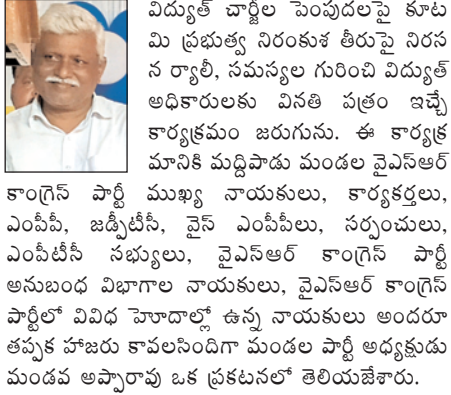 విద్యుత్ చార్జీల పెంపుదలపై కూట
మి ప్రభుత్వ నిరంకుశ తీరుపై నిరస
న ర్యాలీ, సమస్యల గురించి విద్యుత్
అధికారులకు వినతి పత్రం ఇచ్చే
కార్యక్రమం జరుగును. ఈ కార్యక్ర
మానికి మద్దిపాడు మండల వైఎస్ఆర్
కాంగ్రెస్ పార్టీ ముఖ్య నాయకులు, కార్యకర్తలు,
ఎంపీపీ, జడ్పీటీసీ, వైస్ ఎంపీపీలు, సర్పంచులు,
ఎంపీటీసీ సభ్యులు, వైఎస్ఆర్ కాంగ్రెస్ పార్టీ
అనుబంధ విభాగాల నాయకులు, వైఎస్ఆర్ కాంగ్రెస్
పార్టీలో వివిధ హెూదాల్లో ఉన్న నాయకులు అందరూ
తప్పక హాజరు కావలసిందిగా మండల పార్టీ అధ్యక్షుడు
మండవ అప్పారావు ఒక ప్రకటనలో తెలియజేశారు.